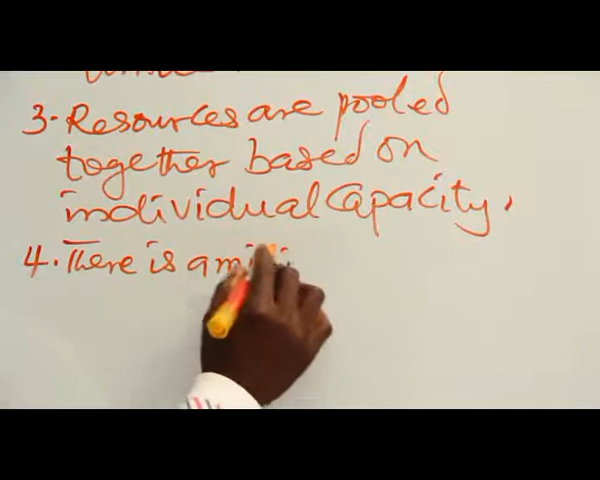 3. Resources are pooled
together based on
individual capacity.
4. There is a